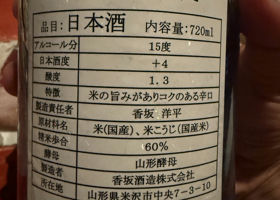 品目:日本酒 内容量:720ml
アルコール分 15度
日本酒度 +4
酸度 1.3
特徴 米の旨みがありコクのある辛口
製造責任者 香坂 洋平
原材料名 米(国産)、米こうじ(国産米)
精米歩合 60%
酵母 山形酵母
製造者 香坂酒造株式会社
所在地 山形県米沢市中央7-3-10